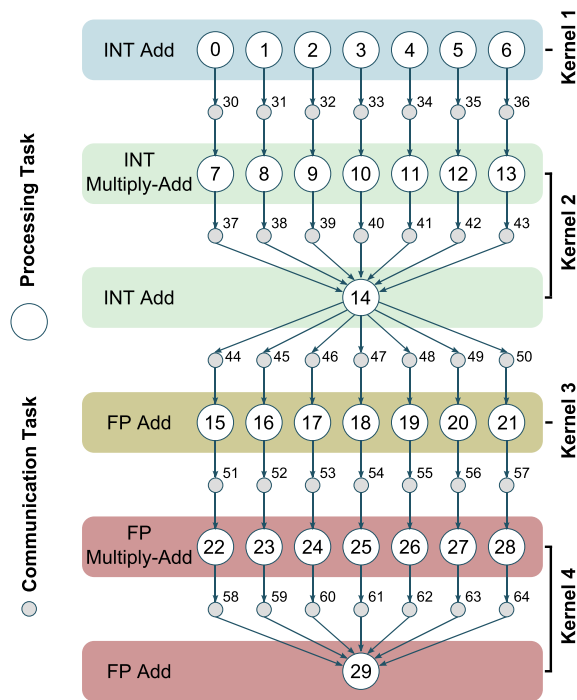 INT Add 0 1 2 3 4 5 6
Kernel 1
30 31 32 33 34 35 36
INT
Multiply-Add 7 8 9 10 11 12 13
Kernel 2
37 38 39 40 41 42 43
INT Add 14
44 45 46 47 48 49 50
FP Add 15 16 17 18 19 20 21
Kernel 3
51 52 53 54 55 56 57
FP
Multiply-Add 22 23 24 25 26 27 28
Kernel 4
58 59 60 61 62 63 64
FP Add 29
Processing Task
Communication Task